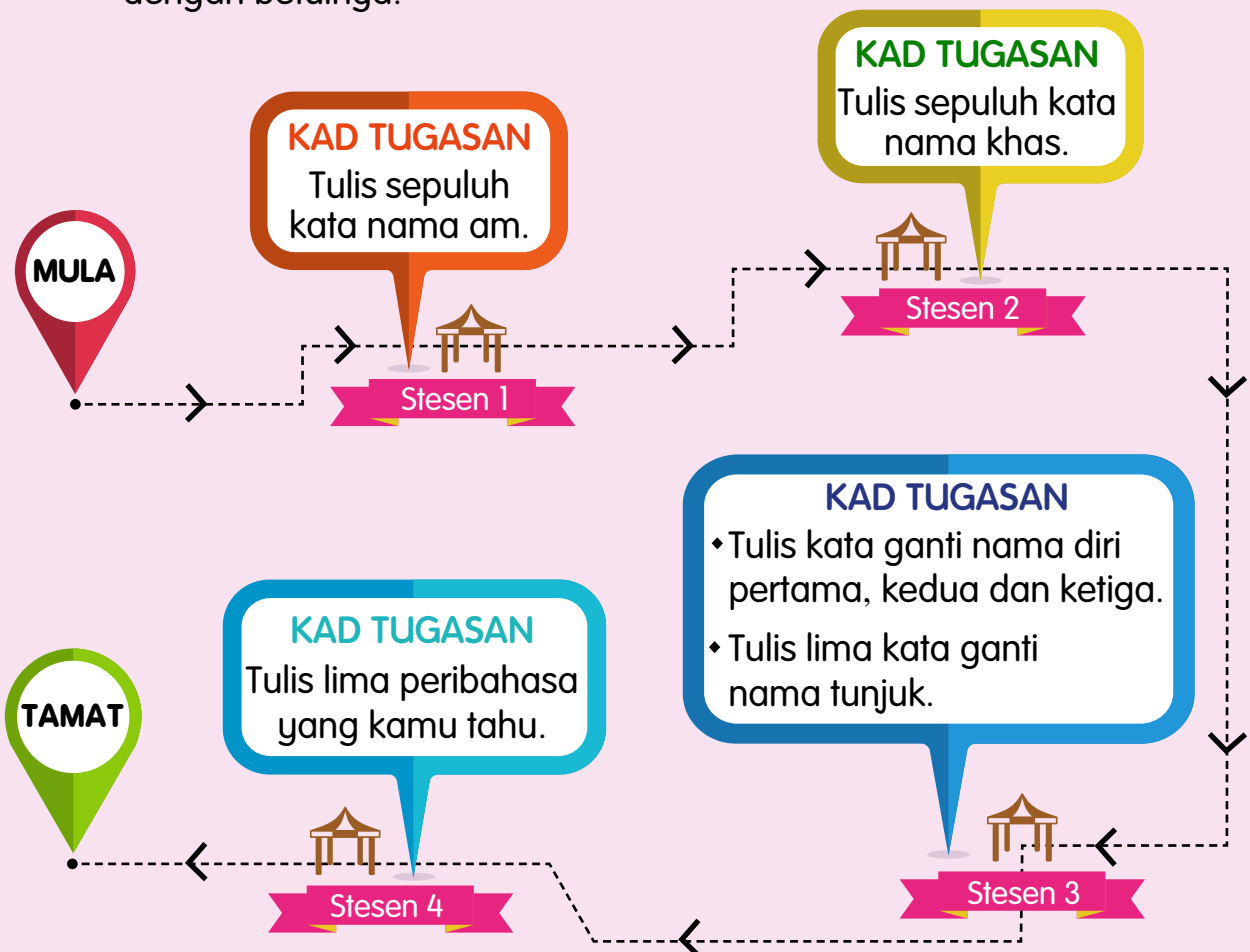 MULA
KAD TUGASAN
Tulis sepuluh
kata nama am.
Stesen 1
KAD TUGASAN
Tulis sepuluh kata
nama khas.
Stesen 2
KAD TUGASAN
Tulis kata ganti nama diri
pertama, kedua dan ketiga.
Tulis lima kata ganti
nama tunjuk.
Stesen 3
KAD TUGASAN
Tulis lima peribahasa
yang kamu tahu.
Stesen 4
TAMAT